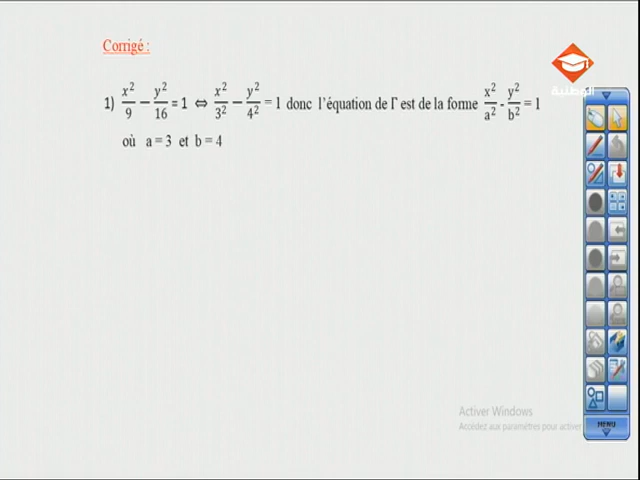 Corrigé :
الوطنية
1) x²/9 − y²/16 = 1 ⇔ x²/3² − y²/4² = 1 donc l'équation de Γ est de la forme x²/a² - y²/b² = 1
où a = 3 et b = 4
Activer Windows
Accédez aux paramètres pour activer
MENU